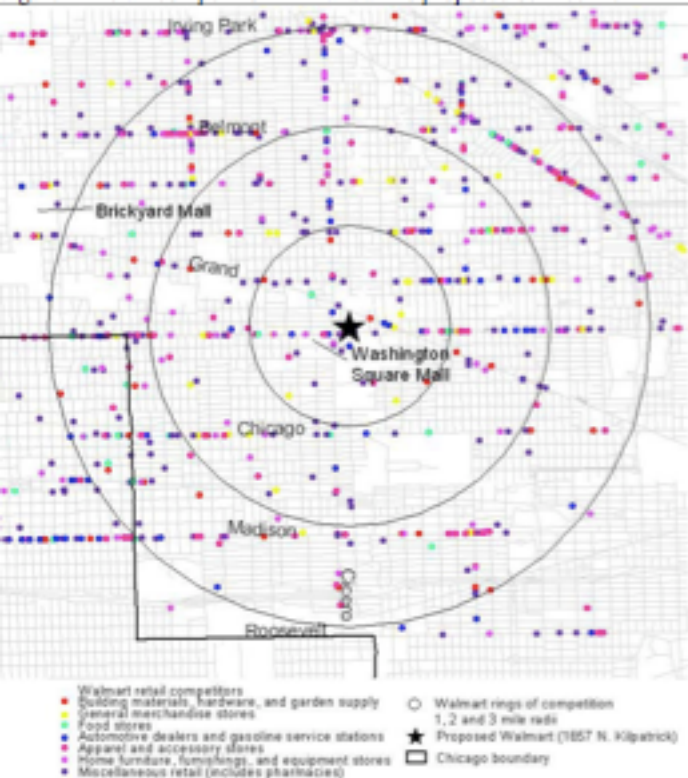 Irving Park
Belmont
Brickyard Mall
Grand
Washington
Square Mall
Chicago
Madison
Cicero
Roosevelt
Walmart retail competitors
Building materials, hardware, and garden supply
General merchandise stores
Food stores
Automotive dealers and gasoline service stations
Apparel and accessory stores
Home furniture, furnishings, and equipment stores
Miscellaneous retail (includes pharmacies)
Walmart rings of competition
1, 2 and 3 mile radii
Proposed Walmart (1857 N. Kilpatrick)
Chicago boundary